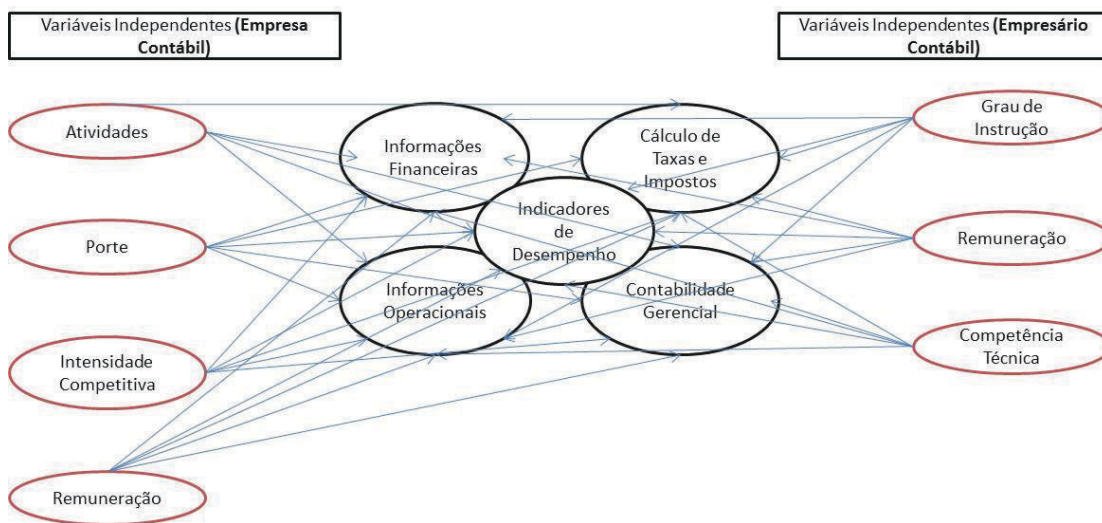 Variáveis Independentes (Empresa
Contábil)
Variáveis Independentes (Empresário
Contábil)
Atividades
Porte
Intensidade
Competitiva
Remuneração
Informações
Financeiras
Cálculo de
Taxas e
Impostos
Indicadores
de
Desempenho
Informações
Operacionais
Contabilidade
Gerencial
Grau de
Instrução
Remuneração
Competência
Técnica